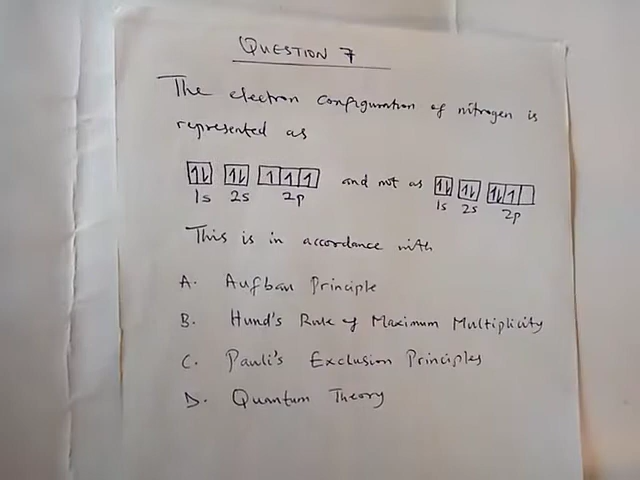 QUESTION 7
The electron configuration of nitrogen is
represented as
1s 2s 2p and not as 1s 2s 2p
This is in accordance with
A. Aufbau Principle
B. Hund's Rule of Maximum Multiplicity
C. Pauli's Exclusion Principles
D. Quantum Theory